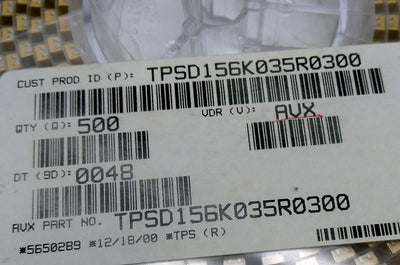 CUST PROD ID (P): TPSD156K035R0300
QTY (Q): 500 VDR (V): AVX
DT (9D): 0048
AVX PART NO. TPSD156K035R0300
*5650289 *12/18/00 *TPS (R)